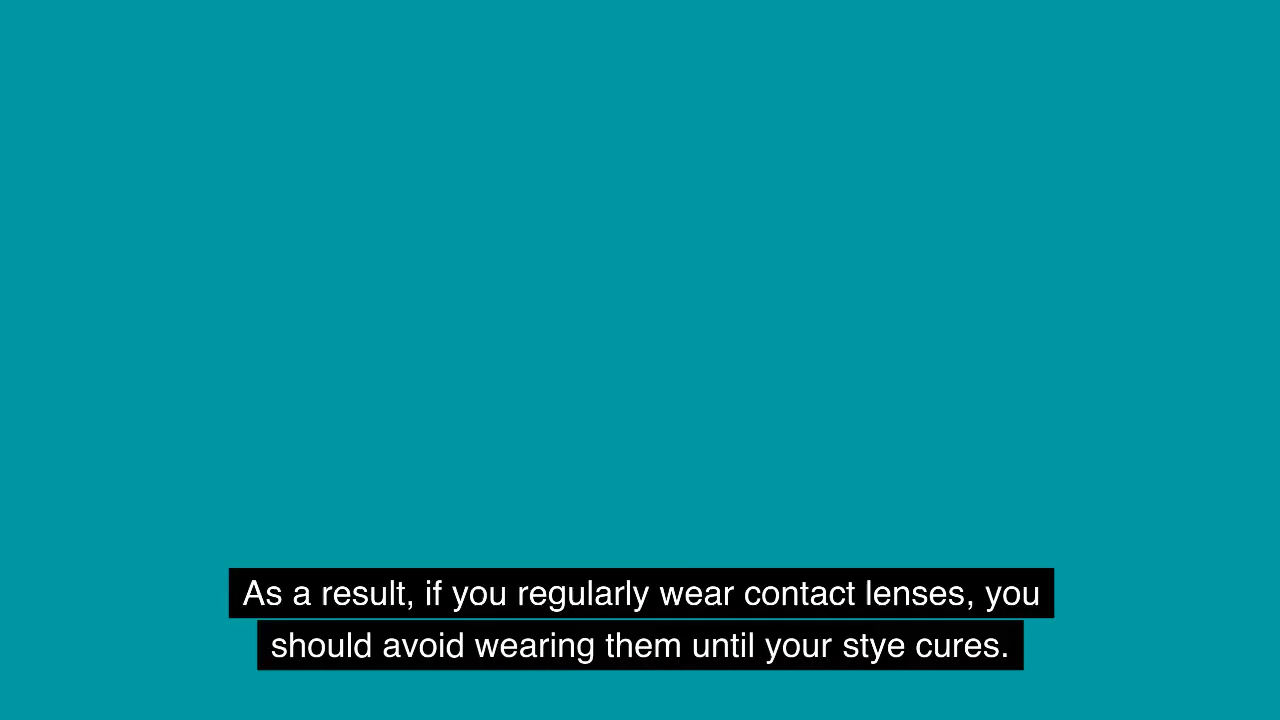 As a result, if you regularly wear contact lenses, you
should avoid wearing them until your stye cures.